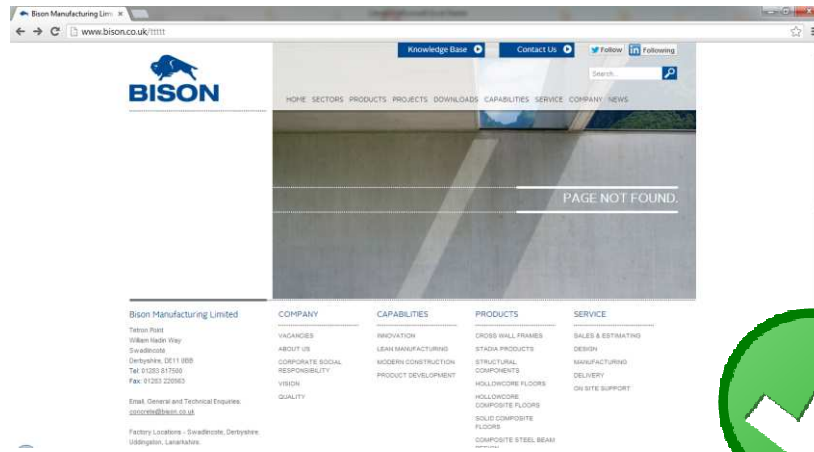 Bison Manufacturing Lim
www.bison.co.uk/ttttt
Knowledge Base
Contact Us
Follow
in Following
Search...
BISON
HOME SECTORS PRODUCTS PROJECTS DOWNLOADS CAPABILITIES SERVICE COMPANY NEWS
PAGE NOT FOUND.
Bison Manufacturing Limited
Tetron Point
William Nadin Way
Swadlincote
Derbyshire, DE11 0BB
Tel: 01283 817500
Fax: 01283 220563
Email: General and Technical Enquiries:
concrete@bison.co.uk
Factory Locations - Swadlincote, Derbyshire,
Uddingston, Lanarkshire.
COMPANY
VACANCIES
ABOUT US
CORPORATE SOCIAL
RESPONSIBILITY
VISION
QUALITY
CAPABILITIES
INNOVATION
LEAN MANUFACTURING
MODERN CONSTRUCTION
PRODUCT DEVELOPMENT
PRODUCTS
CROSS WALL FRAMES
STADIA PRODUCTS
STRUCTURAL
COMPONENTS
HOLLOWCORE FLOORS
HOLLOWCORE
COMPOSITE FLOORS
SOLID COMPOSITE
FLOORS
COMPOSITE STEEL BEAM
SERVICE
SALES & ESTIMATING
DESIGN
MANUFACTURING
DELIVERY
ON SITE SUPPORT